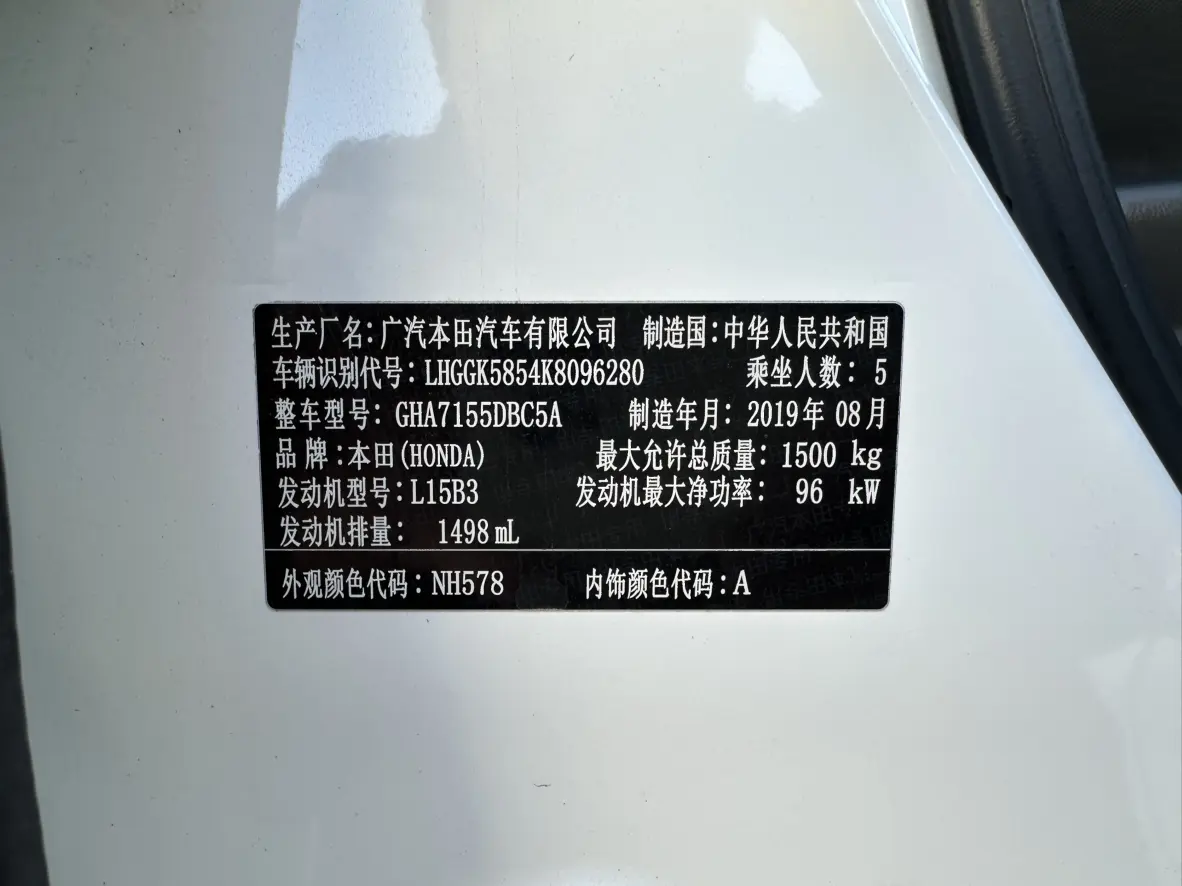 生产厂名：广汽本田汽车有限公司 制造国：中华人民共和国
车辆识别代号：LHGGK5854K8096280 乘坐人数：5
整车型号：GHA7155DBC5A 制造年月：2019年 08月
品 牌：本田(HONDA) 最大允许总质量：1500 kg
发动机型号：L15B3 发动机最大净功率： 96 kW
发动机排量： 1498 mL
外观颜色代码：NH578 内饰颜色代码：A